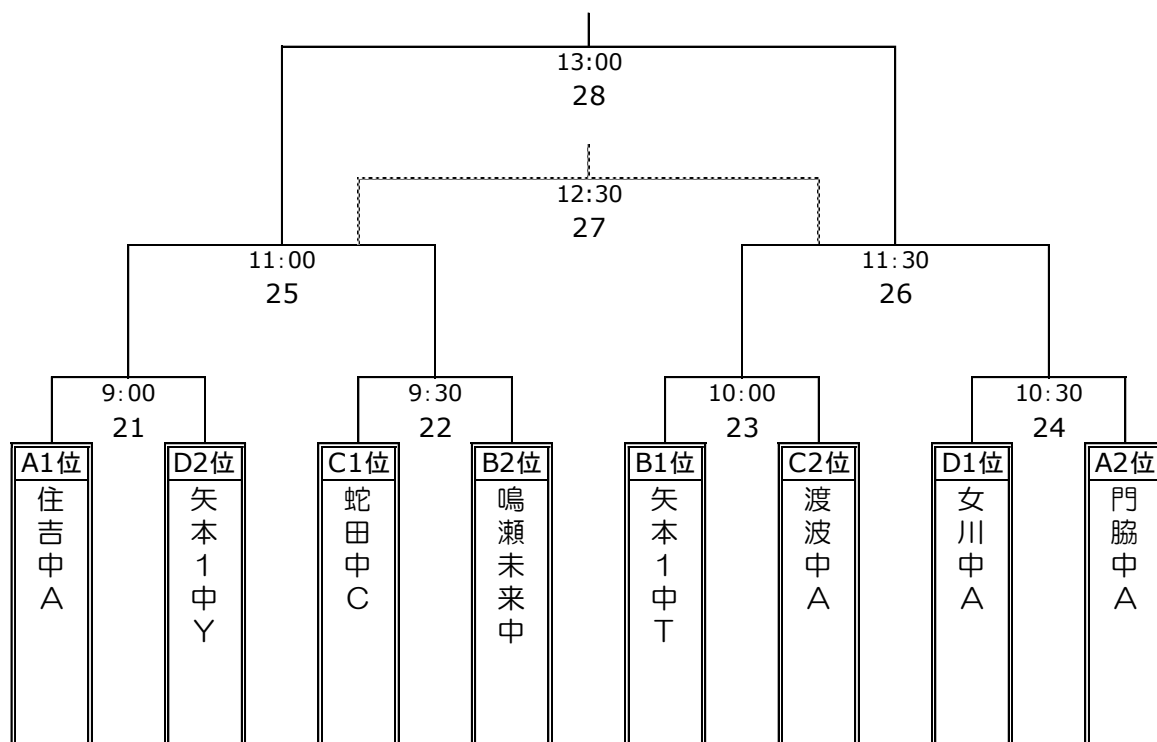 13:00
28
12:30
27
11:00
25
11:30
26
9:00
21
9:30
22
10:00
23
10:30
24
A1位
D2位
C1位
B2位
B1位
C2位
D1位
A2位
住吉中A
矢本1中Y
蛇田中C
鳴瀬未来中
矢本1中T
渡波中A
女川中A
門脇中A